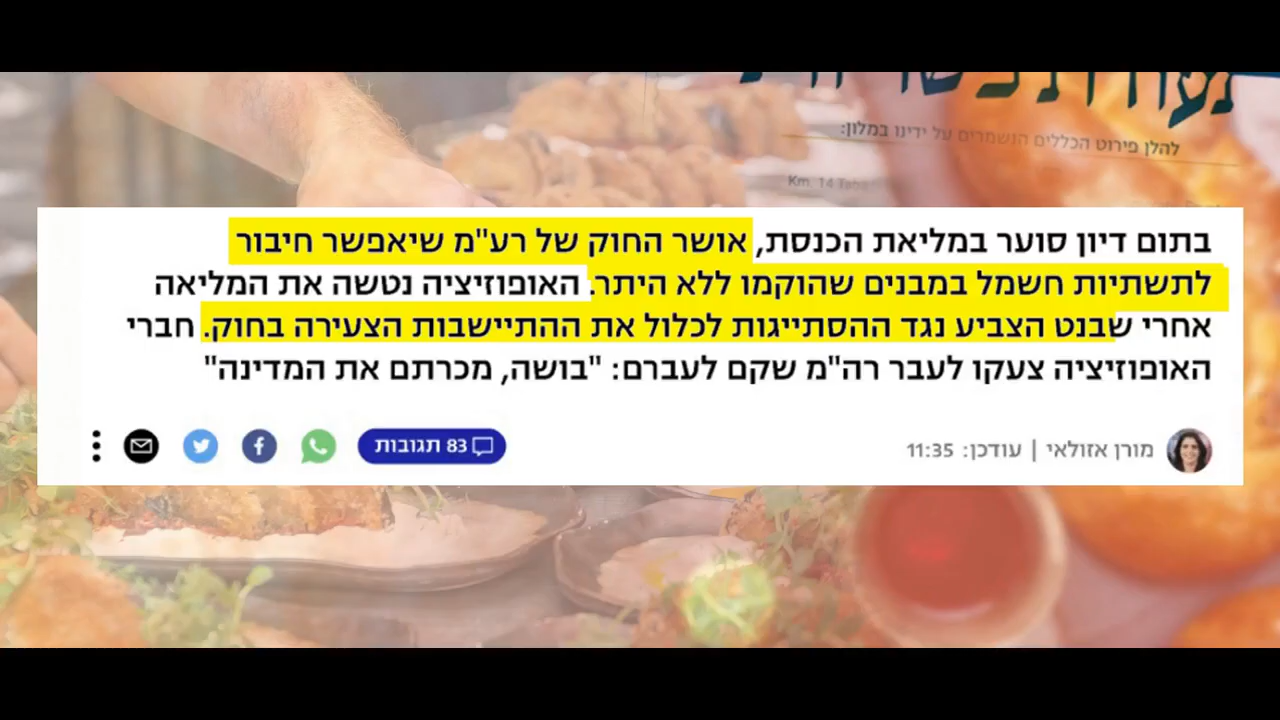 להלן פירוט הכללים הנשמרים על ידינו במלון:
Km. 14
בתום דיון סוער במליאת הכנסת, אושר החוק של רע"מ שיאפשר חיבור
לתשתיות חשמל במבנים שהוקמו ללא היתר. האופוזיציה נטשה את המליאה
אחרי שבנט הצביע נגד ההסתייגות לכלול את ההתיישבות הצעירה בחוק. חברי
האופוזיציה צעקו לעבר רה"מ שקם לעברם: "בושה, מכרתם את המדינה"
מורן אזולאי | עודכן: 11:35
83 תגובות